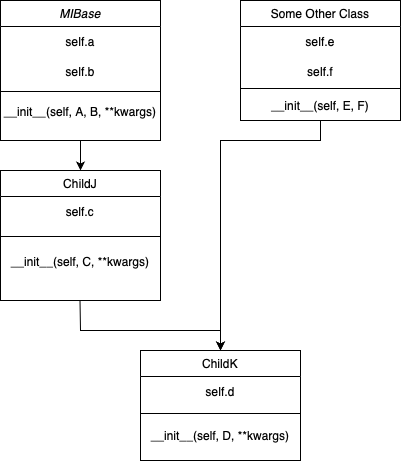 MIBase
self.a
self.b
__init__(self, A, B, **kwargs)
Some Other Class
self.e
self.f
__init__(self, E, F)
ChildJ
self.c
__init__(self, C, **kwargs)
ChildK
self.d
__init__(self, D, **kwargs)